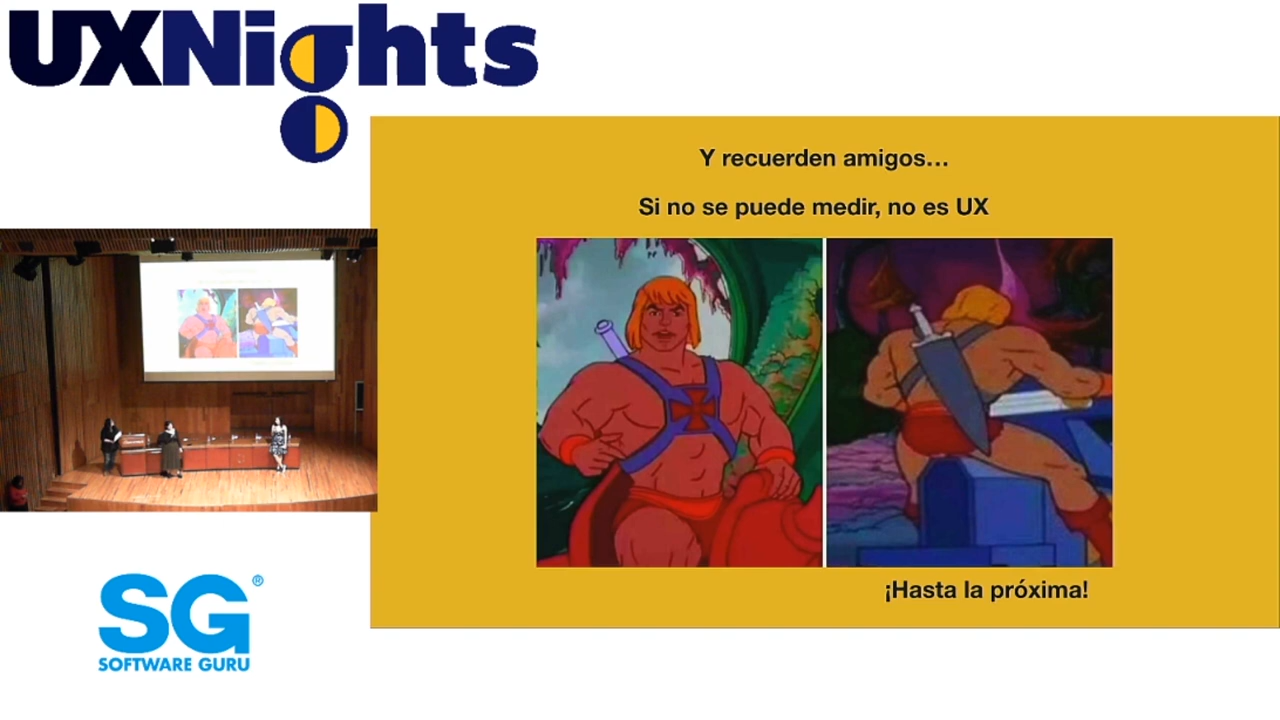 UXNights
Y recuerden amigos...
Si no se puede medir, no es UX
¡Hasta la próxima!
SG®
SOFTWARE GURU